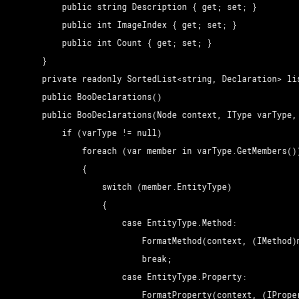 public string Description { get; set; }
public int ImageIndex { get; set; }
public int Count { get; set; }
}
private readonly SortedList<string, Declaration> lis
public BooDeclarations()
public BooDeclarations(Node context, IType varType,
if (varType != null)
foreach (var member in varType.GetMembers())
{
switch (member.EntityType)
{
case EntityType.Method:
FormatMethod(context, (IMethod)m
break;
case EntityType.Property:
FormatProperty(context, (IProper